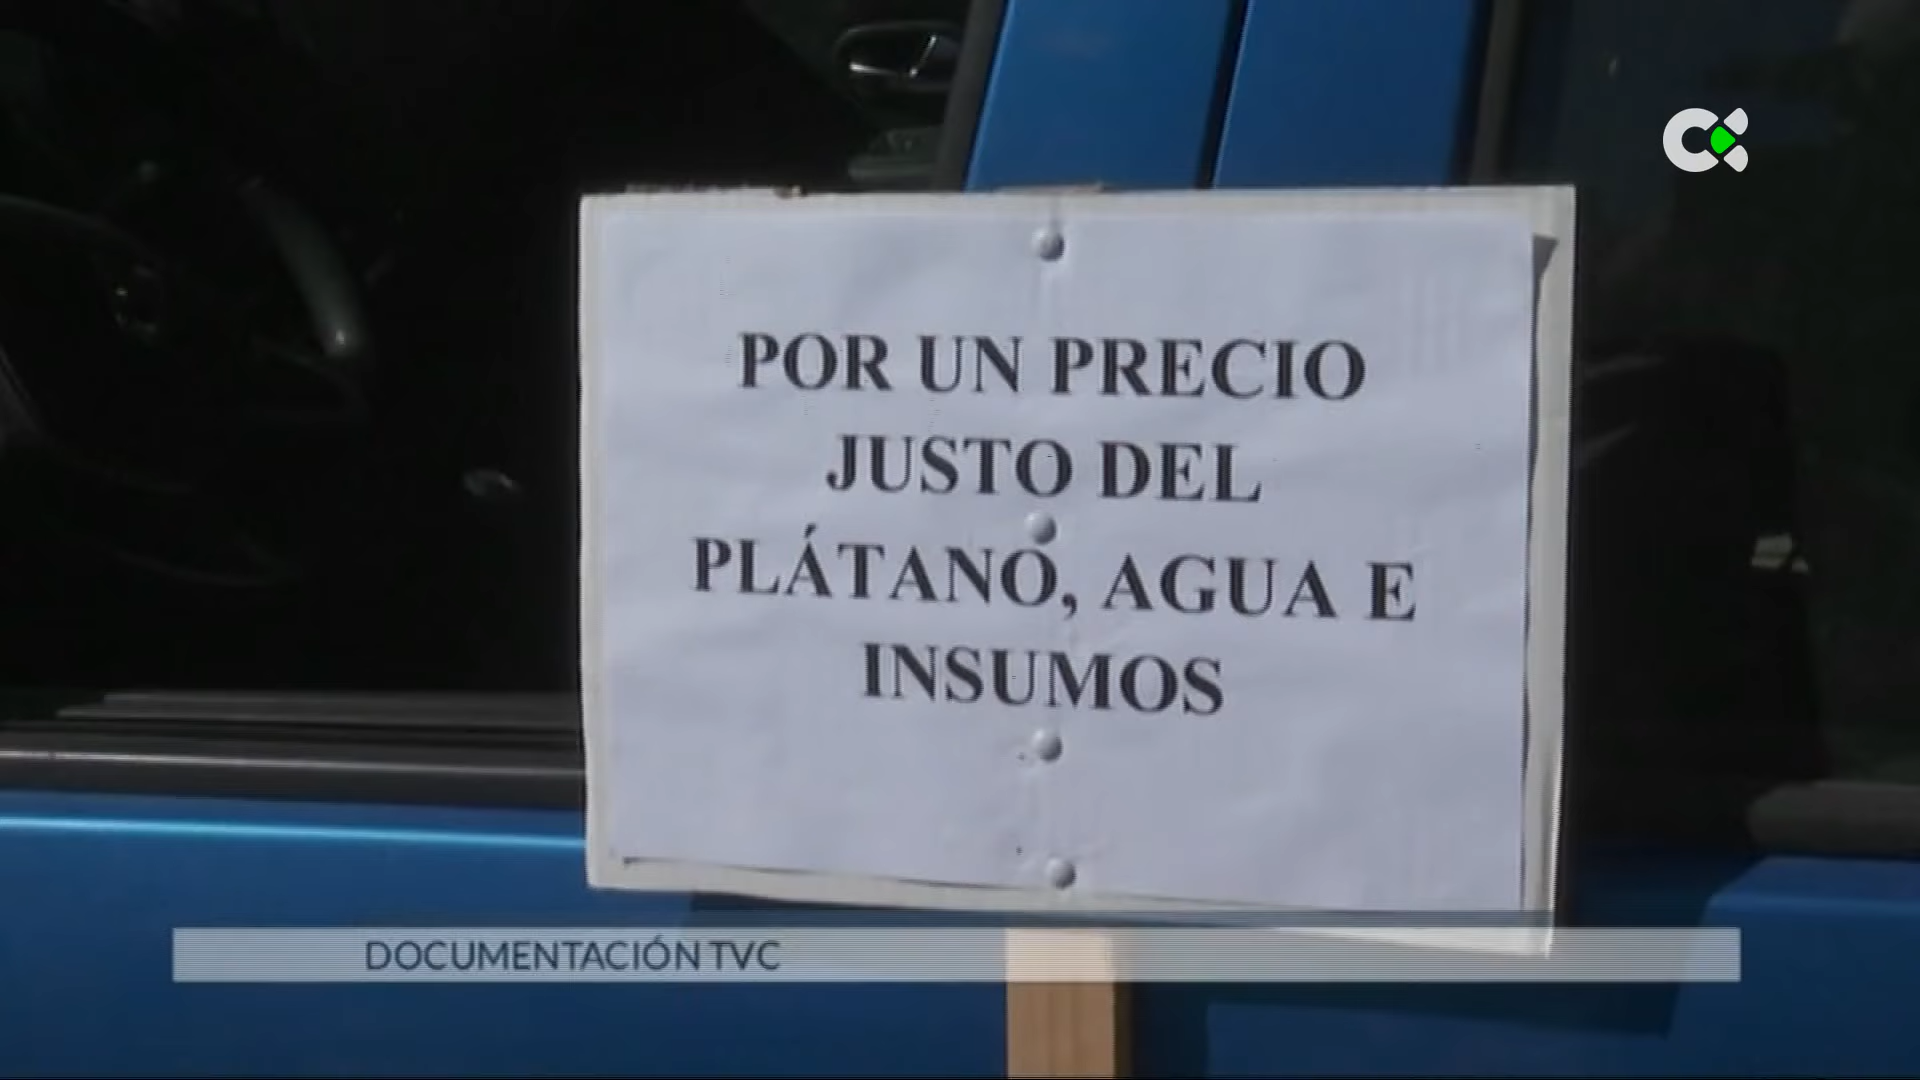 POR UN PRECIO
JUSTO DEL
PLÁTANO, AGUA E
INSUMOS
DOCUMENTACIÓN TVC